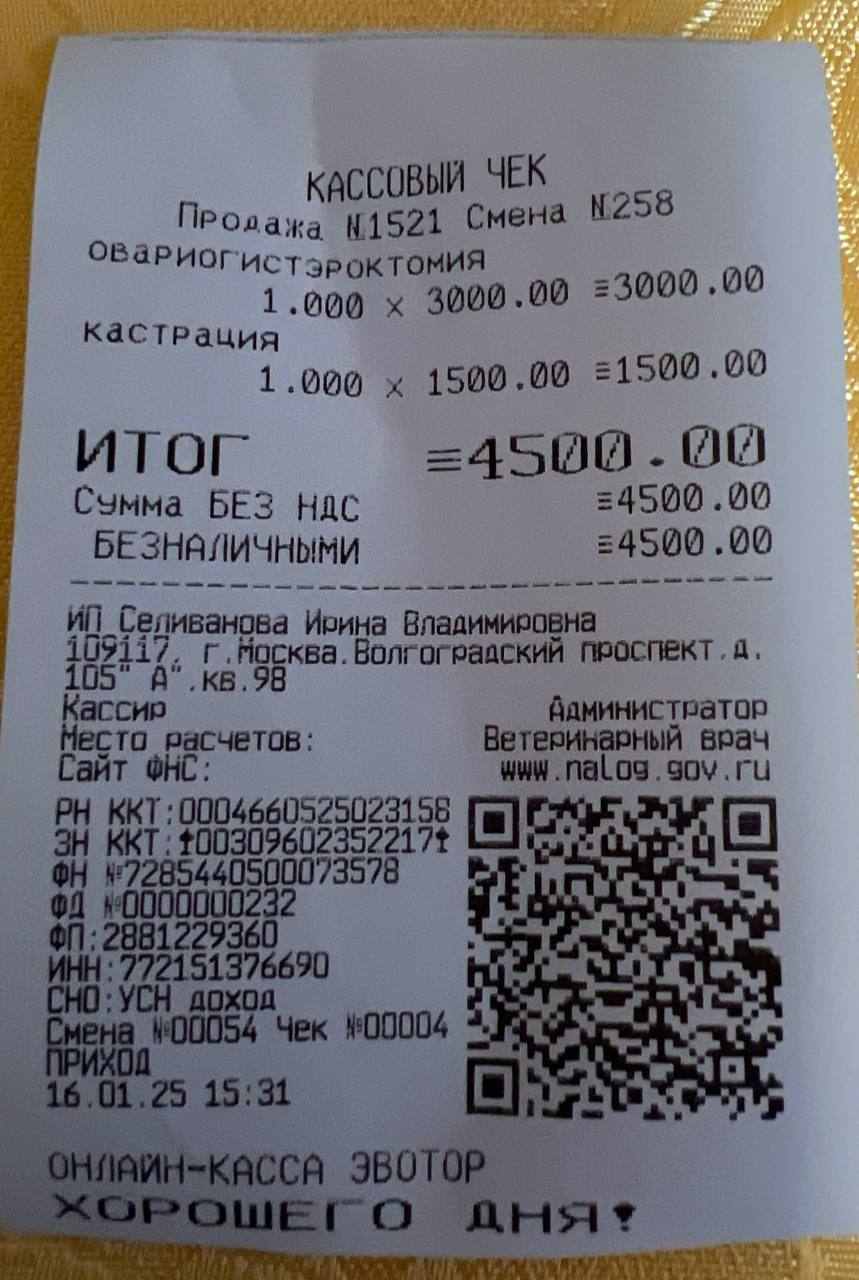 КАССОВЫЙ ЧЕК
Продажа №1521 Смена №258
ОВАРИОГИСТЭРОКТОМИЯ
1.000 x 3000.00 ≡3000.00
кастрация
1.000 x 1500.00 ≡1500.00
ИТОГ ≡4500.00
Сумма БЕЗ НДС ≡4500.00
БЕЗНАЛИЧНЫМИ ≡4500.00
ИП Селиванова Ирина Владимировна
109117, г.Москва.Волгоградский проспект.д.
105" А".кв.98
Кассир Администратор
Место расчетов: Ветеринарный врач
Сайт ФНС: www.nalog.gov.ru
РН ККТ:0004660525023158
ЗН ККТ:↑00309602352217↑
ФН №7285440500073578
ФД №0000000232
ФП:2881229360
ИНН:772151376690
СНО:УСН доход
Смена №00054 Чек №00004
ПРИХОД
16.01.25 15:31
ОНЛАЙН-КАССА ЭВОТОР
ХОРОШЕГО ДНЯ!